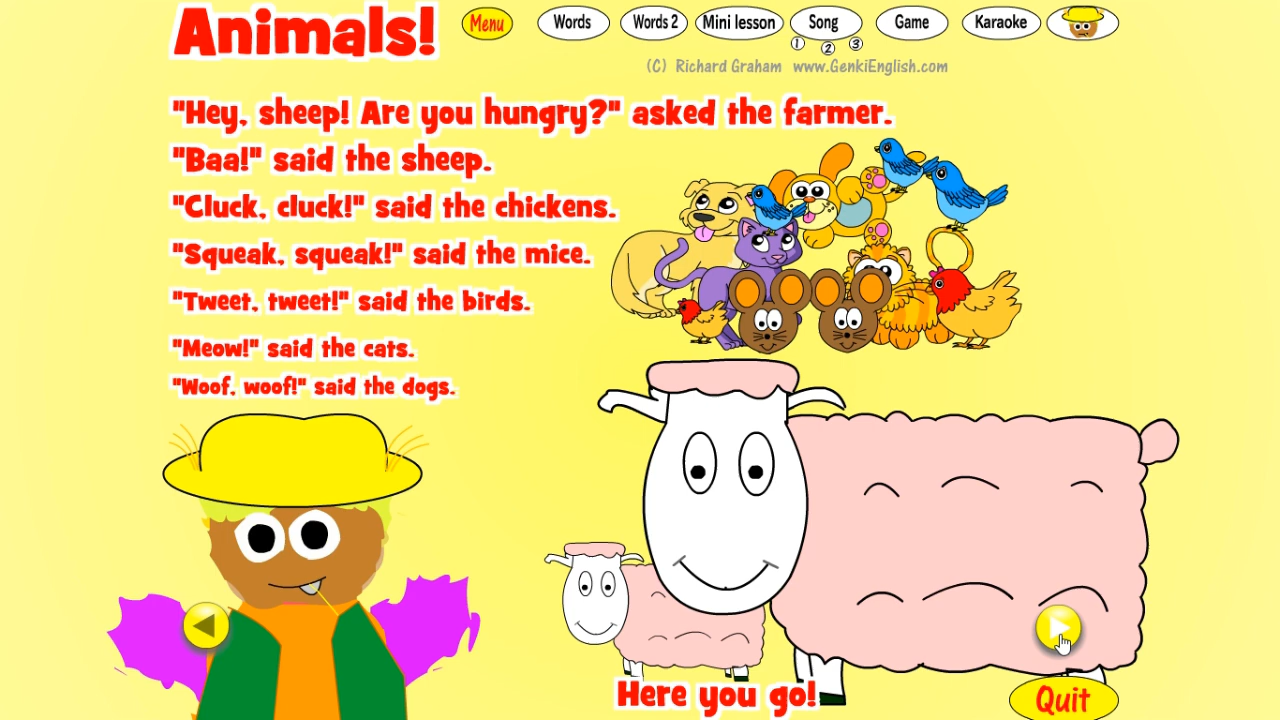 Animals!
Menu
Words
Words 2
Mini lesson
Song
Game
Karaoke
1 2 3
(C) Richard Graham www.GenkiEnglish.com
"Hey, sheep! Are you hungry?" asked the farmer.
"Baa!" said the sheep.
"Cluck, cluck!" said the chickens.
"Squeak, squeak!" said the mice.
"Tweet, tweet!" said the birds.
"Meow!" said the cats.
"Woof, woof!" said the dogs.
Here you go!
Quit